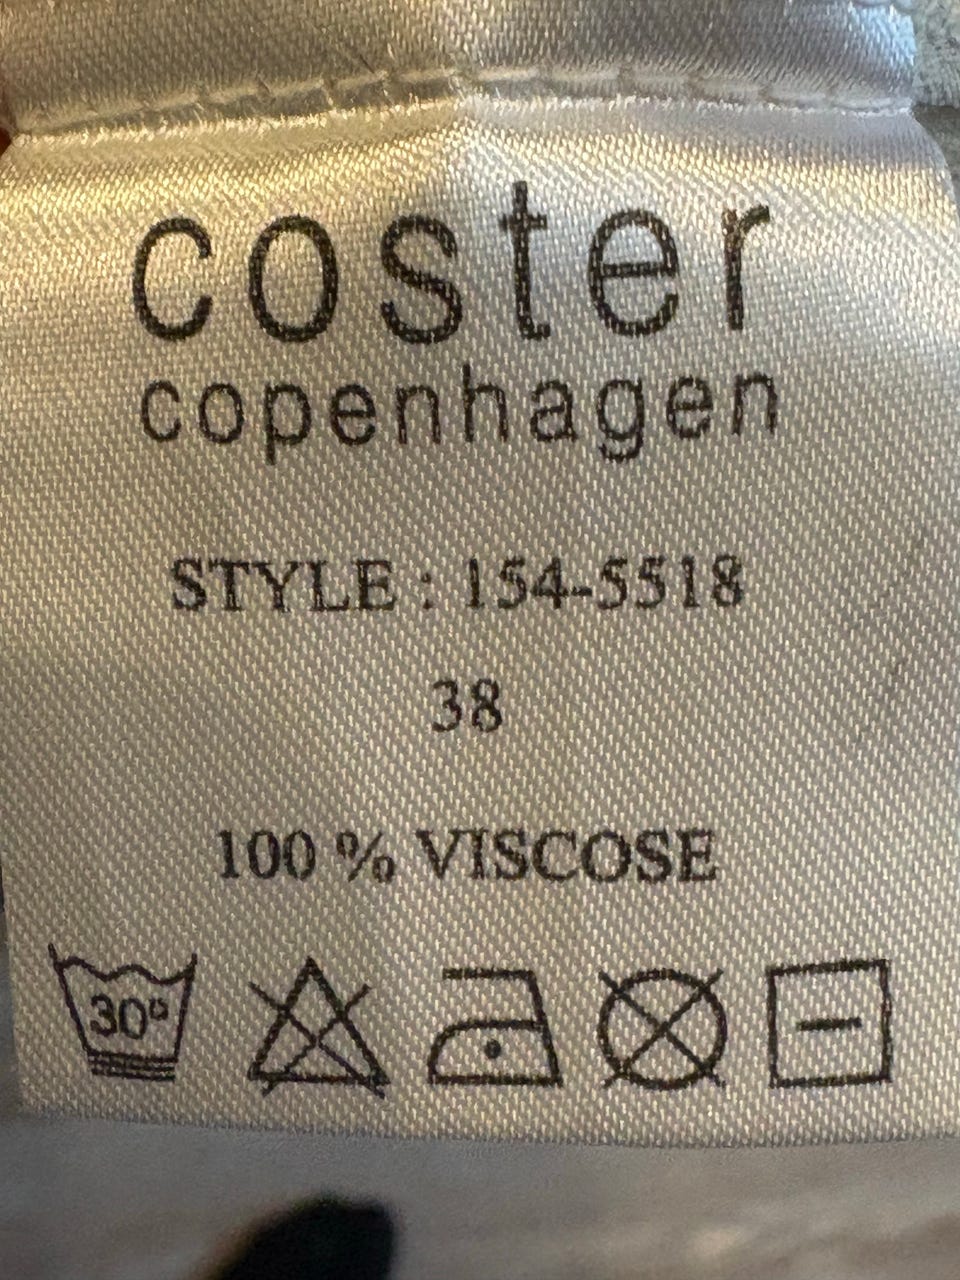 coster
copenhagen
STYLE : 154-5518
38
100 % VISCOSE
30°